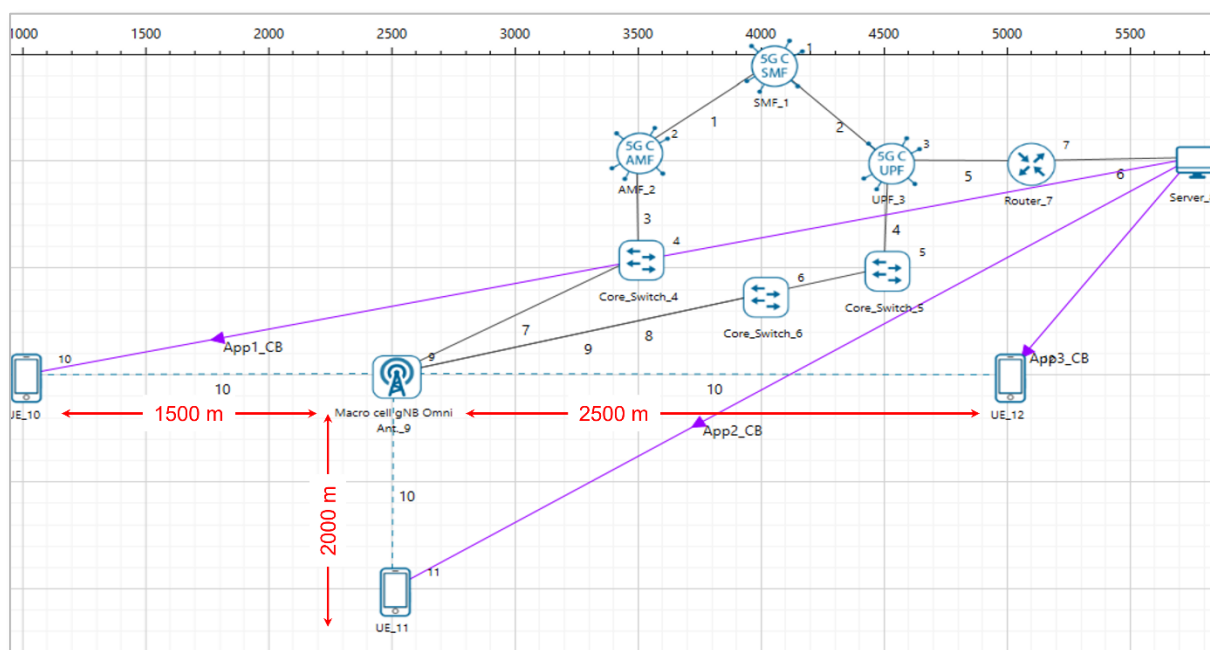 1000 1500 2000 2500 3000 3500 4000 4500 5000 5500
1
5G C
SMF
SMF_1
1
2
2
5G C
AMF
AMF_2
3
5G C
UPF
UPF_3
5
7
Router_7
6
Server_
3
4
4
Core_Switch_4
5
Core_Switch_5
6
Core_Switch_6
7
8
9
App1_CB
10
UE_10
10
9
Macro cell gNB Omni
Ant_9
10
App3_CB
UE_12
1500 m
2500 m
2000 m
App2_CB
10
11
UE_11